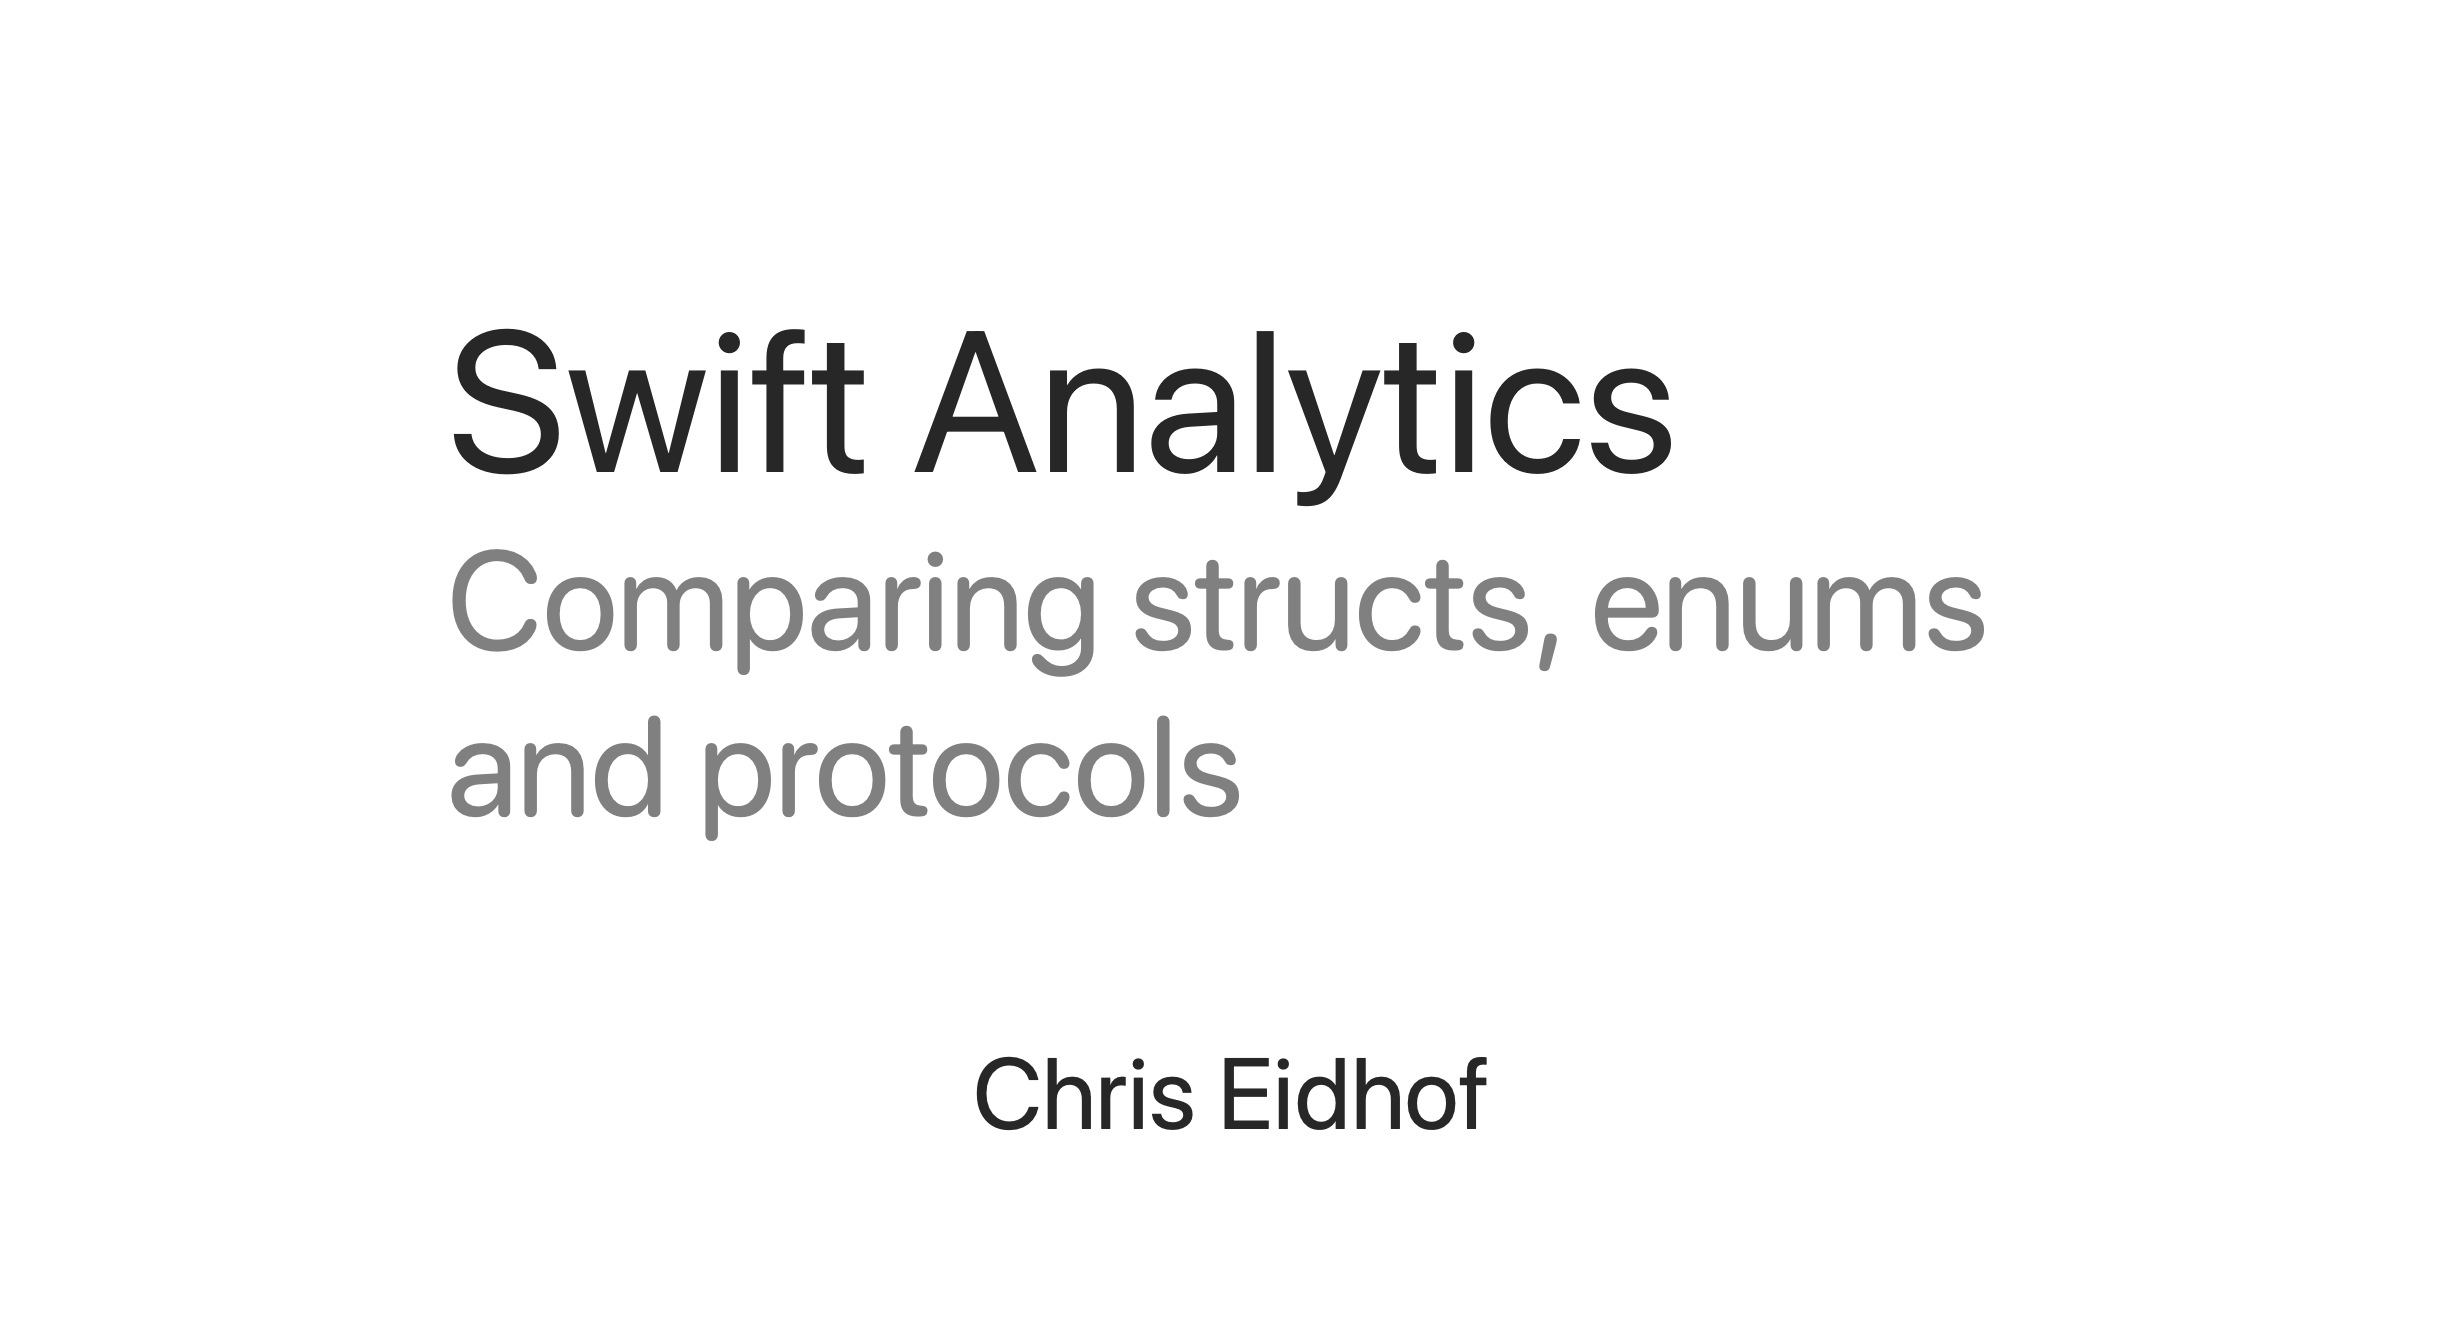 Swift Analytics
Comparing structs, enums
and protocols
Chris Eidhof